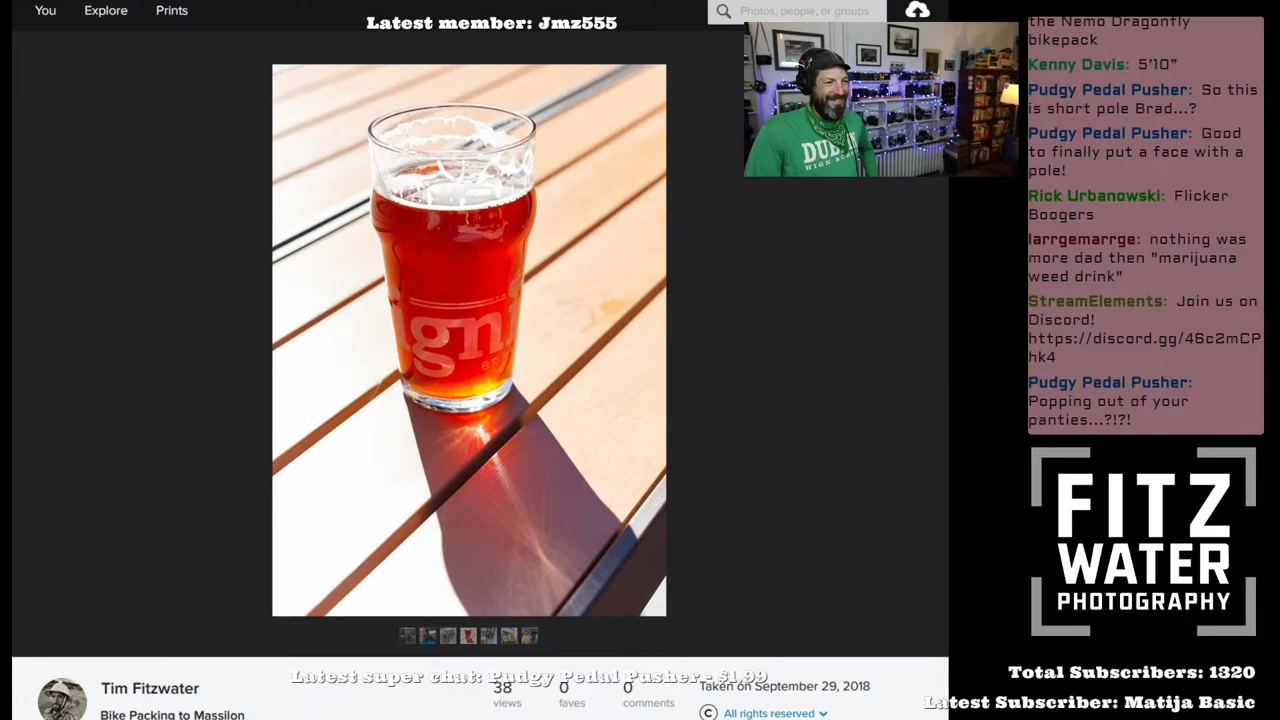 You Explore Prints
Latest member: Jmz555
Photos, people, or groups
the Nemo Dragonfly
bikepack
Kenny Davis: 5'10"
Pudgy Pedal Pusher: So this
is short pole Brad...?
Pudgy Pedal Pusher: Good
to finally put a face with a
pole!
Rick Urbanowski: Flicker
Boogers
larrgemarrge: nothing was
more dad then "marijuana
weed drink"
StreamElements: Join us on
Discord!
https://discord.gg/46c2mCP
hk4
Pudgy Pedal Pusher:
Popping out of your
panties...?!?!
HIGH
ign
FITZ
WATER
PHOTOGRAPHY
Latest super chat: Pudgy Pedal Pusher - $1.99
Tim Fitzwater
Bike Packing to Massilon
38
views
0
faves
0
comments
Taken on September 29, 2018
© All rights reserved
Total Subscribers: 1320
Latest Subscriber: Matija Basic